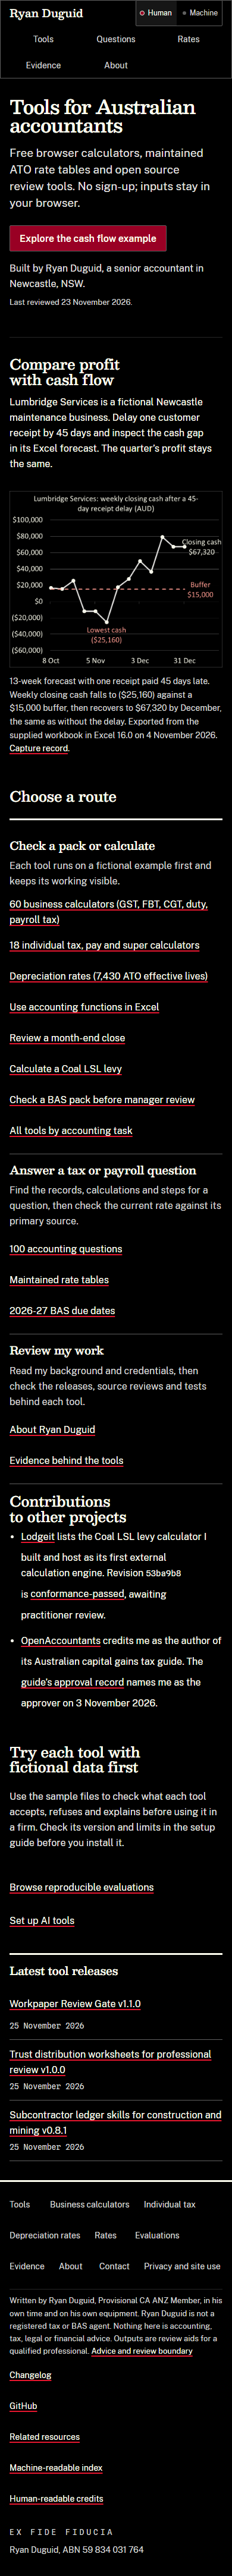 Ryan Duguid
Human
Machine
Tools
Questions
Rates
Evidence
About
Tools for Australian
accountants
Free browser calculators, maintained
ATO rate tables and open source
review tools. No sign-up; inputs stay in
your browser.
Explore the cash flow example
Built by Ryan Duguid, a senior accountant in
Newcastle, NSW.
Last reviewed 23 November 2026.
Compare profit
with cash flow
Lumbridge Services is a fictional Newcastle
maintenance business. Delay one customer
receipt by 45 days and inspect the cash gap
in its Excel forecast. The quarter's profit stays
the same.
Lumbridge Services: weekly closing cash after a 45-
day receipt delay (AUD)
$100,000
$80,000
$60,000
$40,000
$20,000
$0
($20,000)
($40,000)
($60,000)
Closing cash
$67,320
Buffer
$15,000
Lowest cash
($25,160)
8 Oct
5 Nov
3 Dec
31 Dec
13-week forecast with one receipt paid 45 days late.
Weekly closing cash falls to ($25,160) against a
$15,000 buffer, then recovers to $67,320 by December,
the same as without the delay. Exported from the
supplied workbook in Excel 16.0 on 4 November 2026.
Capture record.
Choose a route
Check a pack or calculate
Each tool runs on a fictional example first and
keeps its working visible.
60 business calculators (GST, FBT, CGT, duty,
payroll tax)
18 individual tax, pay and super calculators
Depreciation rates (7,430 ATO effective lives)
Use accounting functions in Excel
Review a month-end close
Calculate a Coal LSL levy
Check a BAS pack before manager review
All tools by accounting task
Answer a tax or payroll question
Find the records, calculations and steps for a
question, then check the current rate against its
primary source.
100 accounting questions
Maintained rate tables
2026-27 BAS due dates
Review my work
Read my background and credentials, then
check the releases, source reviews and tests
behind each tool.
About Ryan Duguid
Evidence behind the tools
Contributions
to other projects
• Lodgeit lists the Coal LSL levy calculator I
built and host as its first external
calculation engine. Revision 53ba9b8
is conformance-passed, awaiting
practitioner review.
• OpenAccountants credits me as the author of
its Australian capital gains tax guide. The
guide's approval record names me as the
approver on 3 November 2026.
Try each tool with
fictional data first
Use the sample files to check what each tool
accepts, refuses and explains before using it in
a firm. Check its version and limits in the setup
guide before you install it.
Browse reproducible evaluations
Set up AI tools
Latest tool releases
Workpaper Review Gate v1.1.0
25 November 2026
Trust distribution worksheets for professional
review v1.0.0
25 November 2026
Subcontractor ledger skills for construction and
mining v0.8.1
25 November 2026
Tools
Business calculators
Individual tax
Depreciation rates
Rates
Evaluations
Evidence
About
Contact
Privacy and site use
Written by Ryan Duguid, Provisional CA ANZ Member, in his
own time and on his own equipment. Ryan Duguid is not a
registered tax or BAS agent. Nothing here is accounting,
tax, legal or financial advice. Outputs are review aids for a
qualified professional. Advice and review boundary
Changelog
GitHub
Related resources
Machine-readable index
Human-readable credits
EX FIDE FIDUCIA
Ryan Duguid, ABN 59 834 031 764